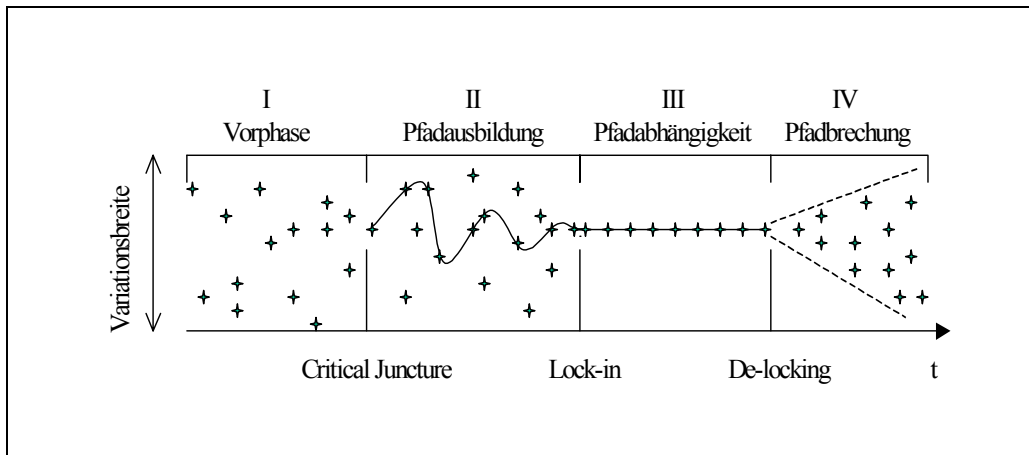 I
Vorphase
II
Pfadausbildung
III
Pfadabhängigkeit
IV
Pfadbrechung
Variationsbreite
Critical Juncture
Lock-in
De-locking
t